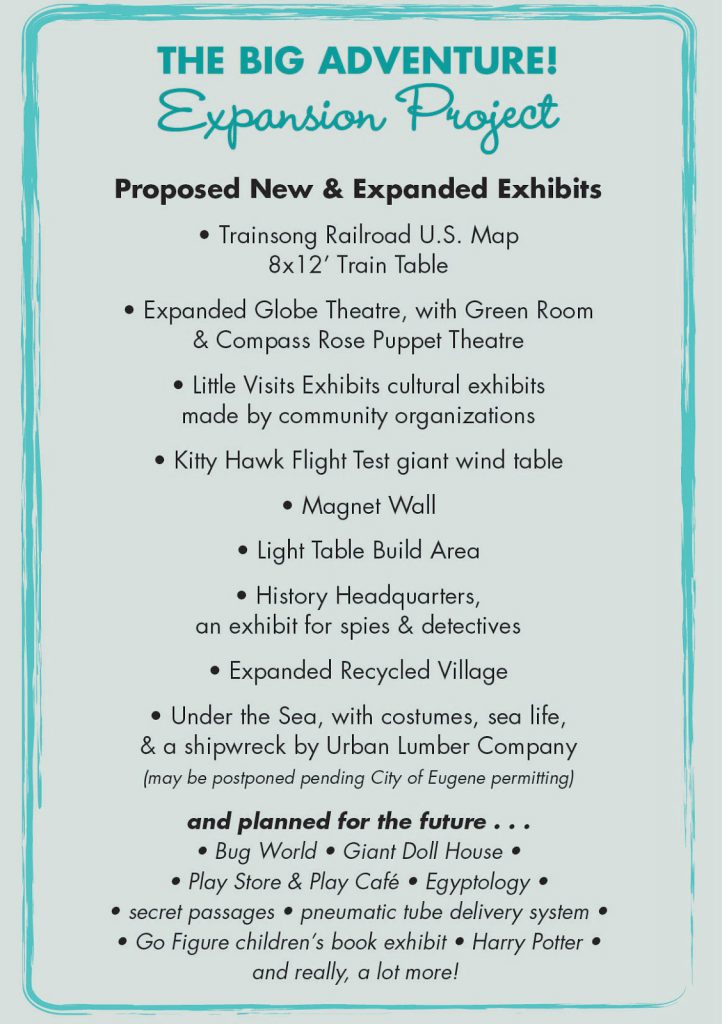 THE BIG ADVENTURE!
Expansion Project
Proposed New & Expanded Exhibits
• Trainsong Railroad U.S. Map
8x12’ Train Table
• Expanded Globe Theatre, with Green Room
& Compass Rose Puppet Theatre
• Little Visits Exhibits cultural exhibits
made by community organizations
• Kitty Hawk Flight Test giant wind table
• Magnet Wall
• Light Table Build Area
• History Headquarters,
an exhibit for spies & detectives
• Expanded Recycled Village
• Under the Sea, with costumes, sea life,
& a shipwreck by Urban Lumber Company
(may be postponed pending City of Eugene permitting)
and planned for the future . . .
• Bug World • Giant Doll House •
• Play Store & Play Café • Egyptology •
• secret passages • pneumatic tube delivery system •
• Go Figure children’s book exhibit • Harry Potter •
and really, a lot more!